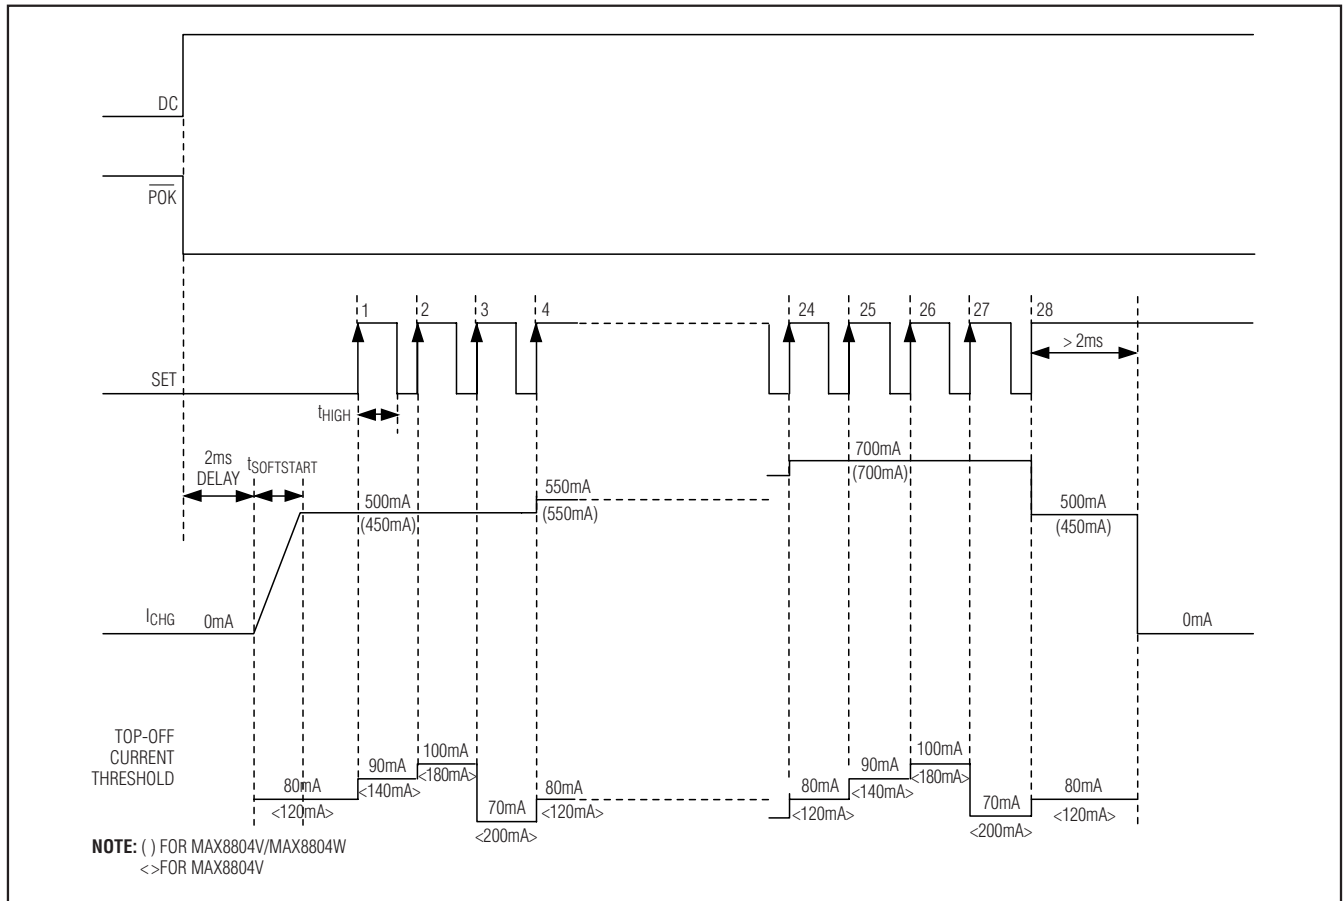 DC
POK
1 2 3 4 24 25 26 27 28
> 2ms
SET
tHIGH
2ms
DELAY
tSOFTSTART
500mA
(450mA)
550mA
(550mA)
700mA
(700mA)
500mA
(450mA)
ICHG 0mA
0mA
TOP-OFF
CURRENT
THRESHOLD
80mA
<120mA>
90mA
<140mA>
100mA
<180mA>
70mA
<200mA>
80mA
<120mA>
80mA
<120mA>
90mA
<140mA>
100mA
<180mA>
70mA
<200mA>
80mA
<120mA>
NOTE: ( ) FOR MAX8804V/MAX8804W
<>FOR MAX8804V